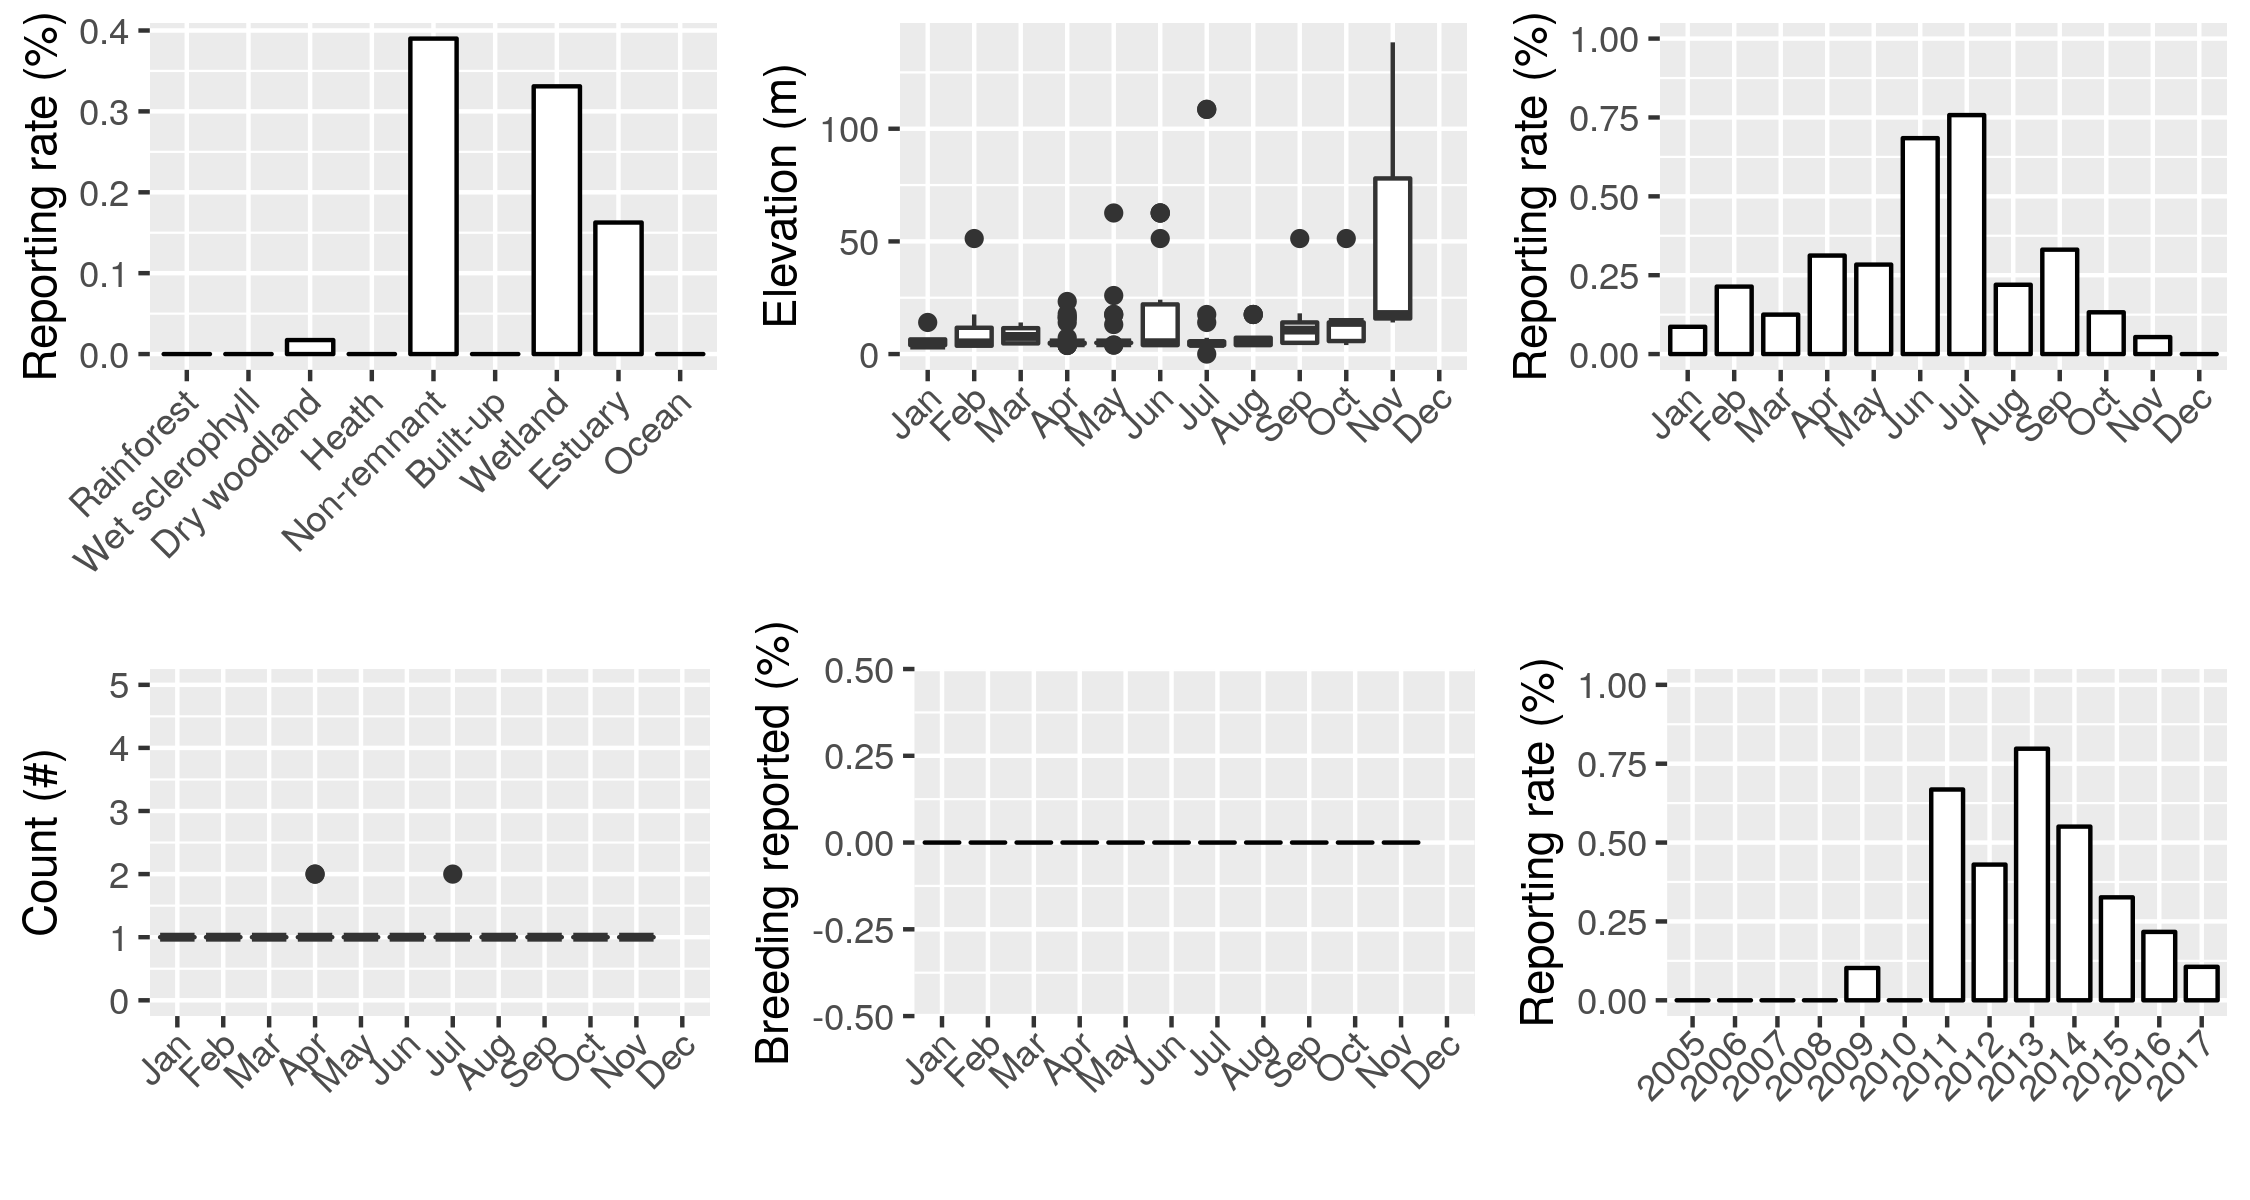 Reporting rate (%)
0.4
0.3
0.2
0.1
0.0
Rainforest
Wet sclerophyll
Dry woodland
Heath
Non-remnant
Built-up
Wetland
Estuary
Ocean
Elevation (m)
100
50
0
Jan
Feb
Mar
Apr
May
Jun
Jul
Aug
Sep
Oct
Nov
Dec
Reporting rate (%)
1.00
0.75
0.50
0.25
0.00
Jan
Feb
Mar
Apr
May
Jun
Jul
Aug
Sep
Oct
Nov
Dec
Count (#)
5
4
3
2
1
0
Jan
Feb
Mar
Apr
May
Jun
Jul
Aug
Sep
Oct
Nov
Dec
Breeding reported (%)
0.50
0.25
0.00
-0.25
-0.50
Jan
Feb
Mar
Apr
May
Jun
Jul
Aug
Sep
Oct
Nov
Dec
Reporting rate (%)
1.00
0.75
0.50
0.25
0.00
2005
2006
2007
2008
2009
2010
2011
2012
2013
2014
2015
2016
2017